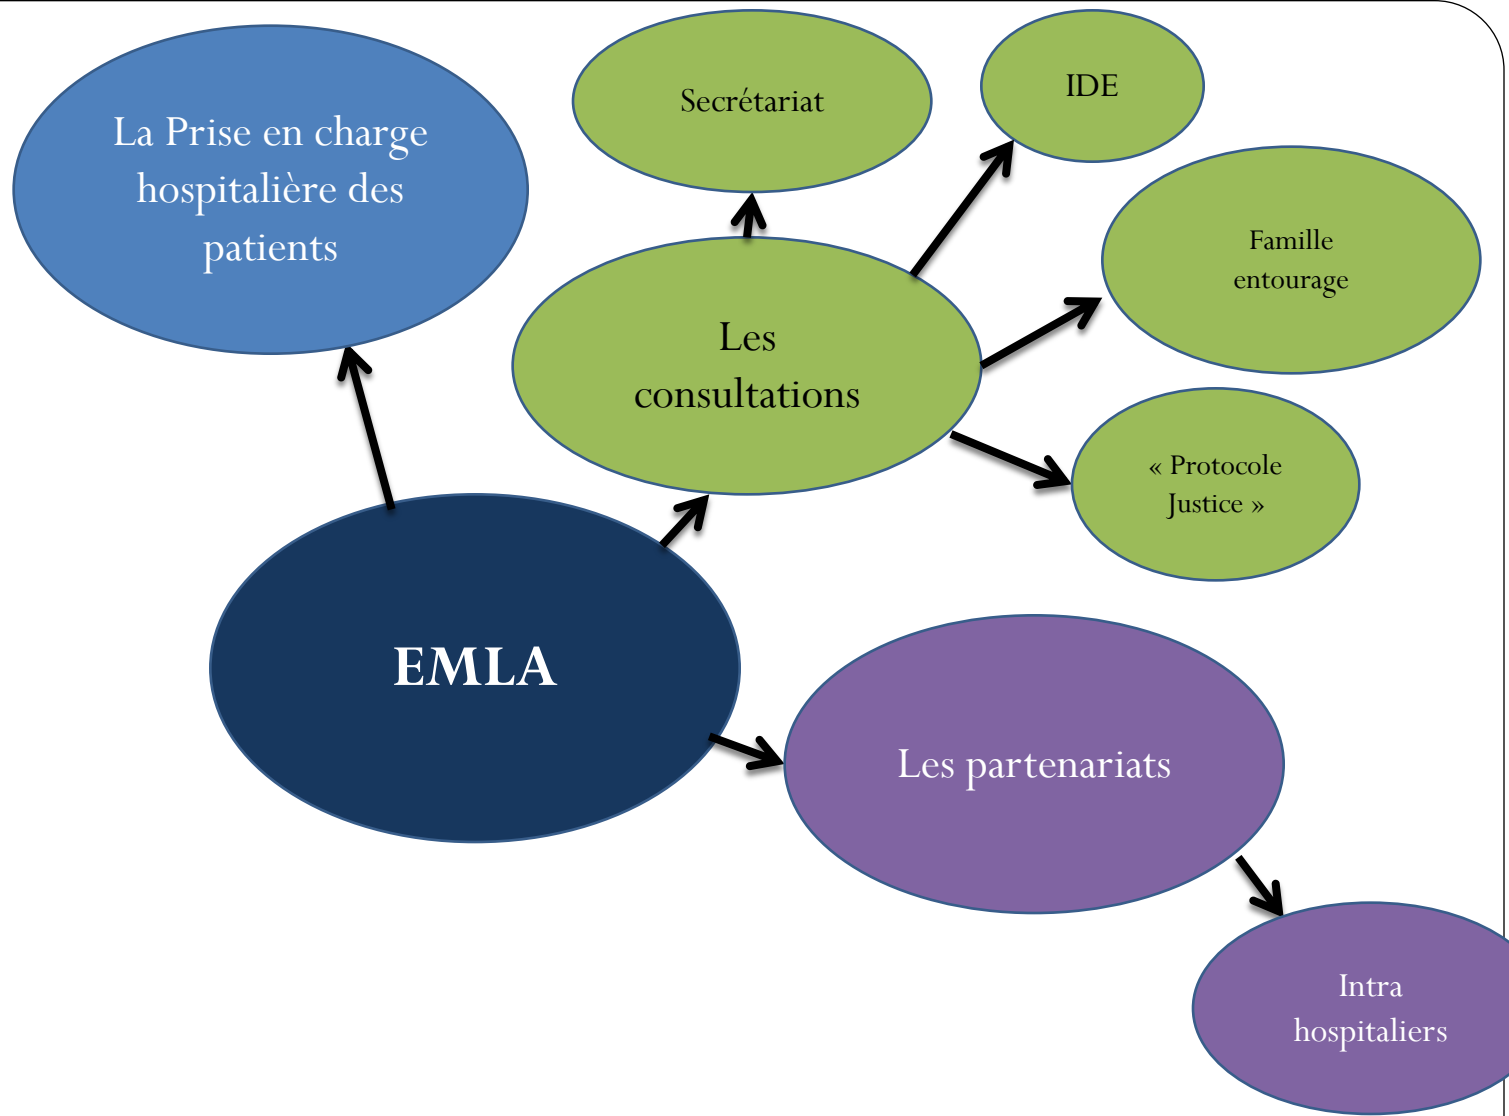 La Prise en charge
hospitalière des
patients
Secrétariat
IDE
Famille
entourage
Les
consultations
« Protocole
Justice »
EMLA
Les partenariats
Intra
hospitaliers